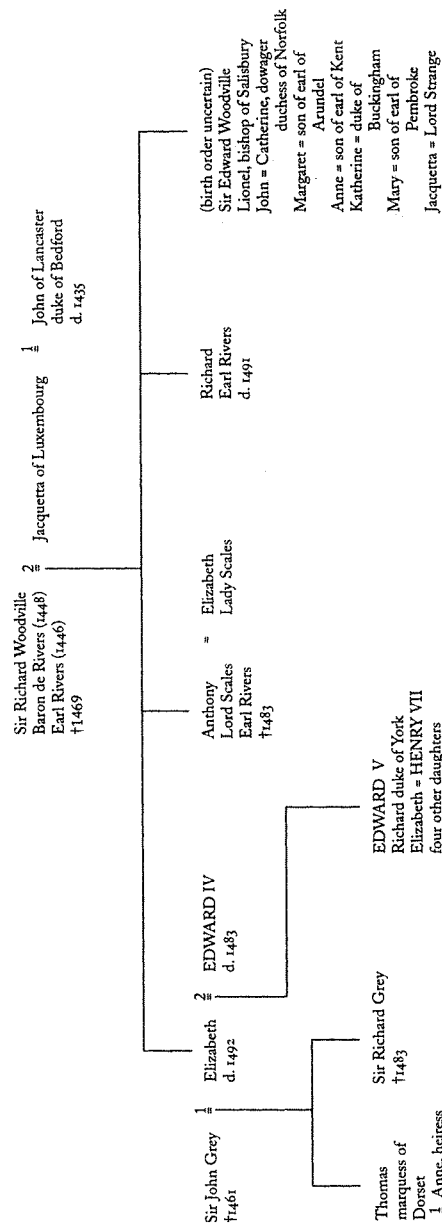 Sir Richard Woodville
Baron de Rivers (1448)
Earl Rivers (1446)
†1469
2
=
Jacquetta of Luxembourg
1
=
John of Lancaster
duke of Bedford
d. 1435
Sir John Grey
†1461
1
=
Elizabeth
d. 1492
2
=
EDWARD IV
d. 1483
Anthony
Lord Scales
Earl Rivers
†1483
=
Elizabeth
Lady Scales
Richard
Earl Rivers
d. 1491
(birth order uncertain)
Sir Edward Woodville
Lionel, bishop of Salisbury
John = Catherine, dowager
duchess of Norfolk
Margaret = son of earl of
Arundel
Anne = son of earl of Kent
Katherine = duke of
Buckingham
Mary = son of earl of
Pembroke
Jacquetta = Lord Strange
Thomas
marquess of
Dorset
1 Anne, heiress
Sir Richard Grey
†1483
EDWARD V
Richard duke of York
Elizabeth = HENRY VII
four other daughters